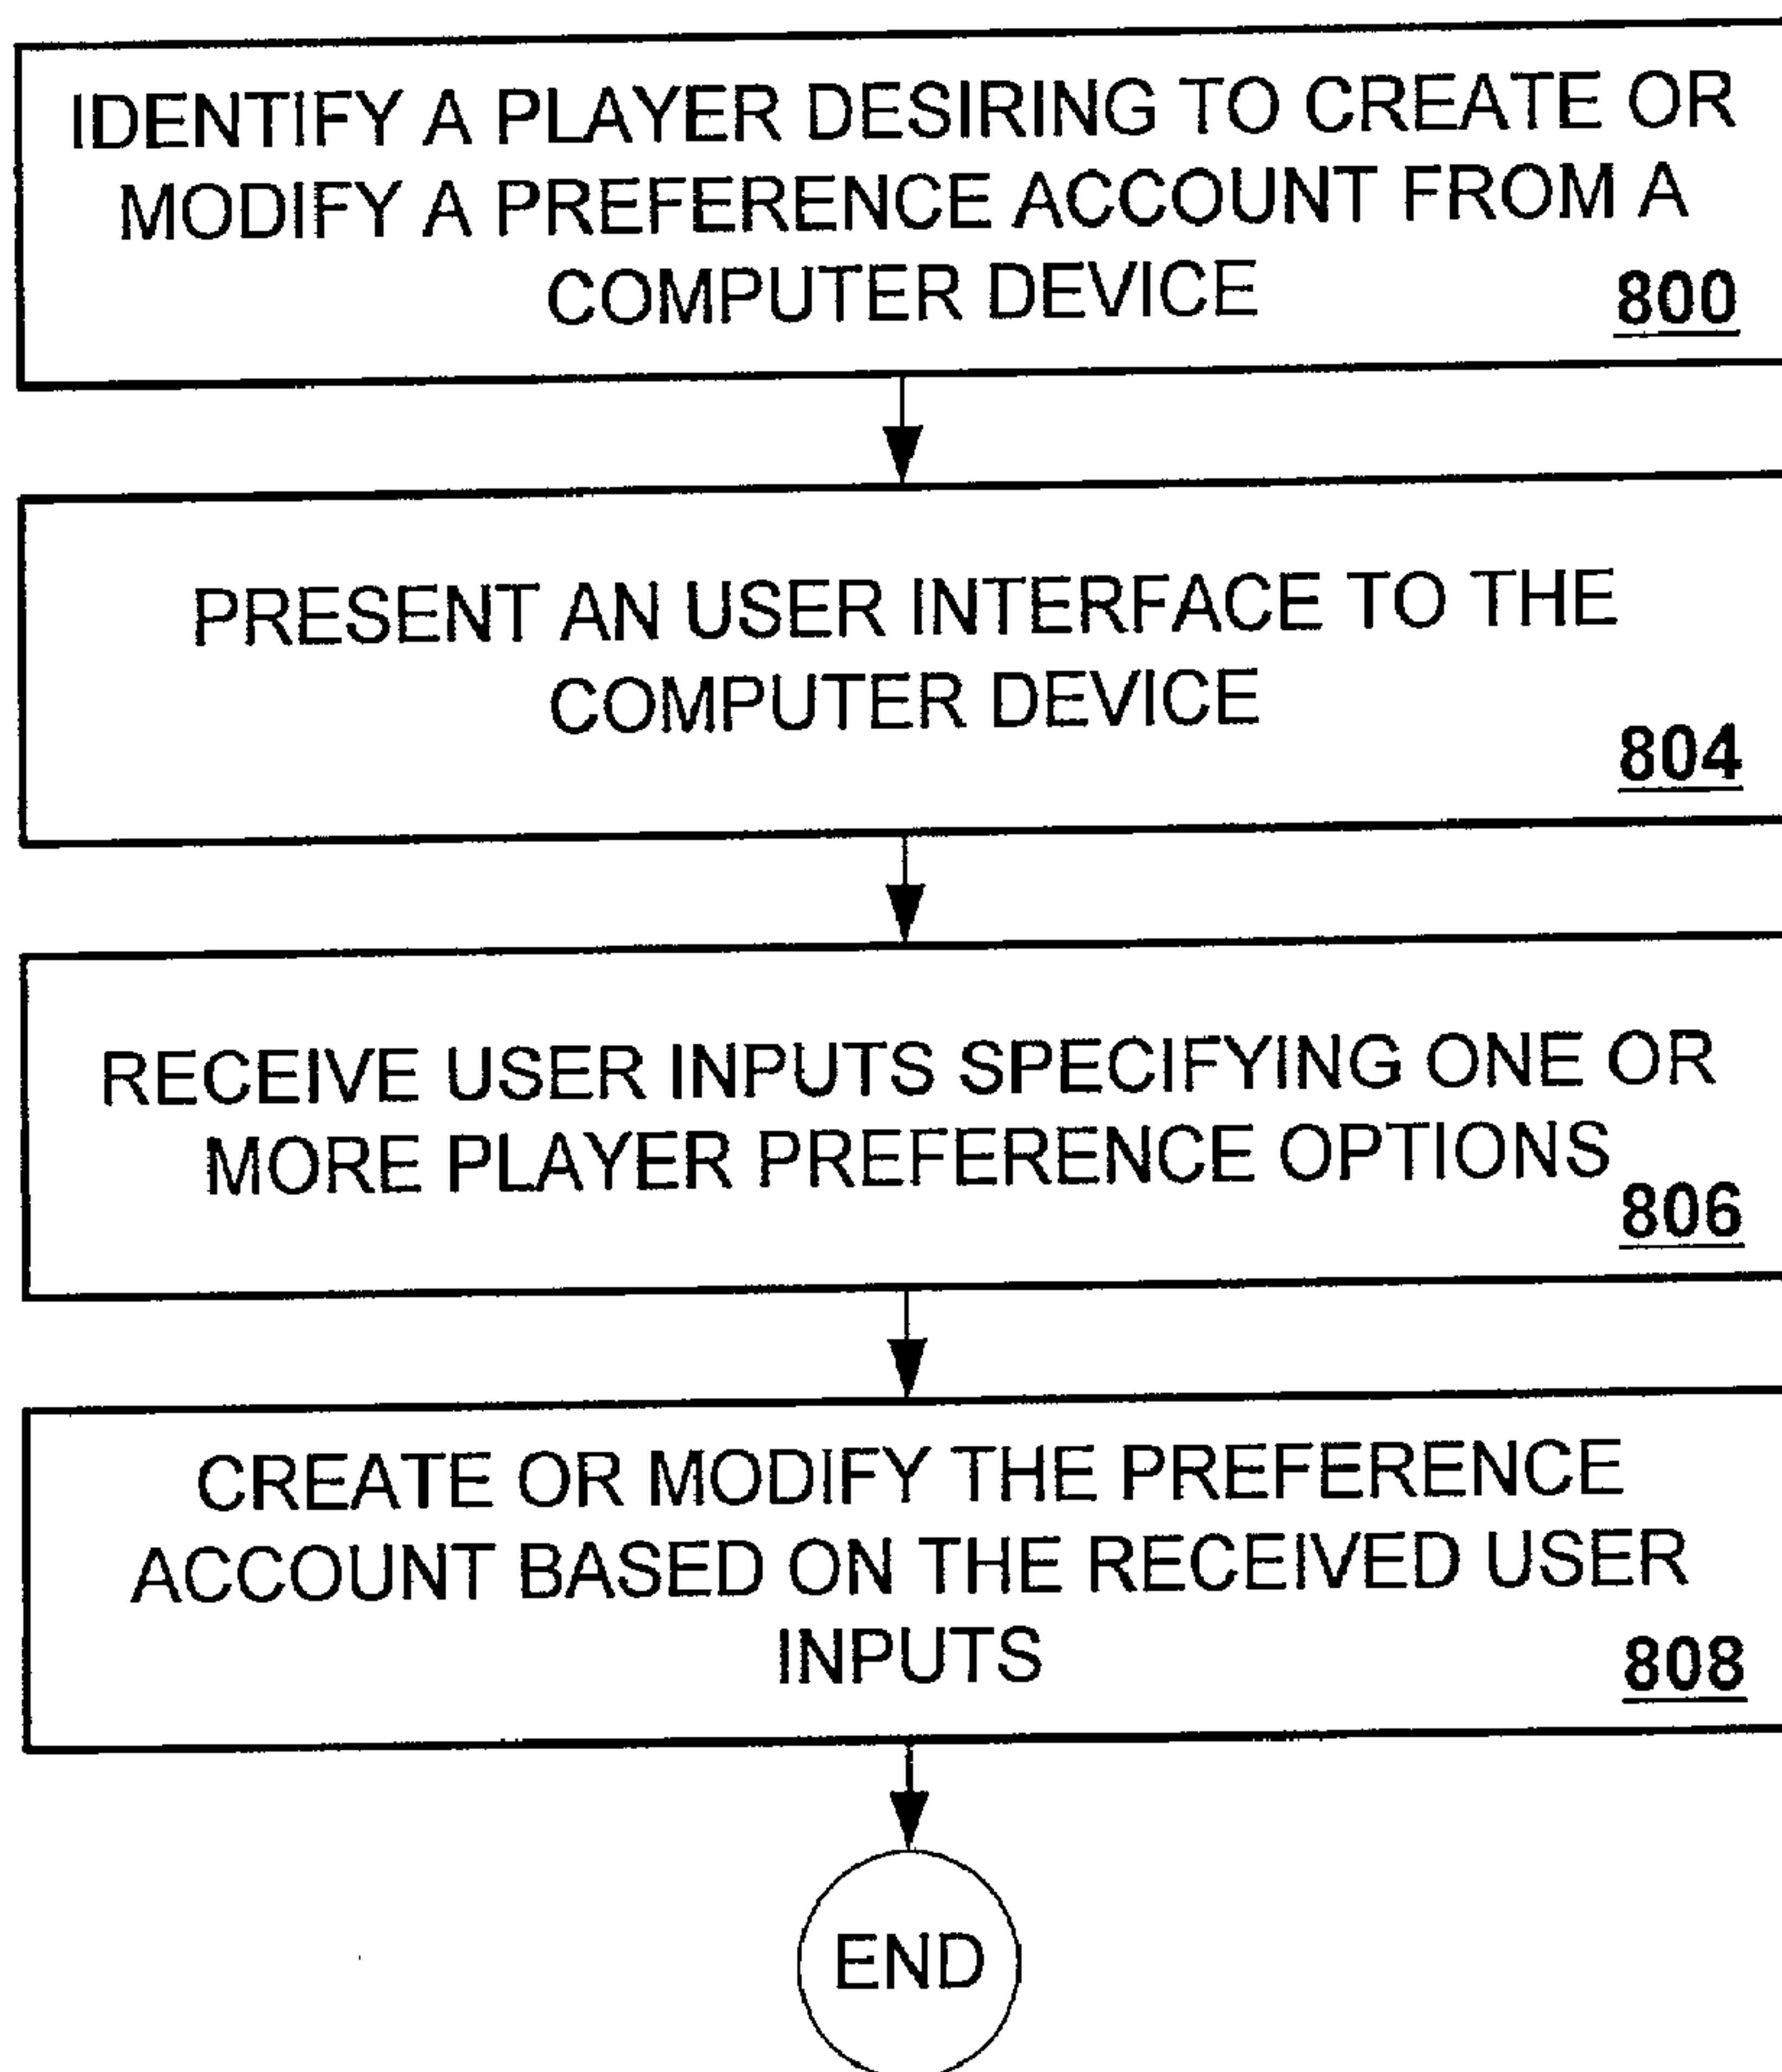 IDENTIFY A PLAYER DESIRING TO CREATE OR
MODIFY A PREFERENCE ACCOUNT FROM A
COMPUTER DEVICE
800
PRESENT AN USER INTERFACE TO THE
COMPUTER DEVICE
804
RECEIVE USER INPUTS SPECIFYING ONE OR
MORE PLAYER PREFERENCE OPTIONS
806
CREATE OR MODIFY THE PREFERENCE
ACCOUNT BASED ON THE RECEIVED USER
INPUTS
808
END